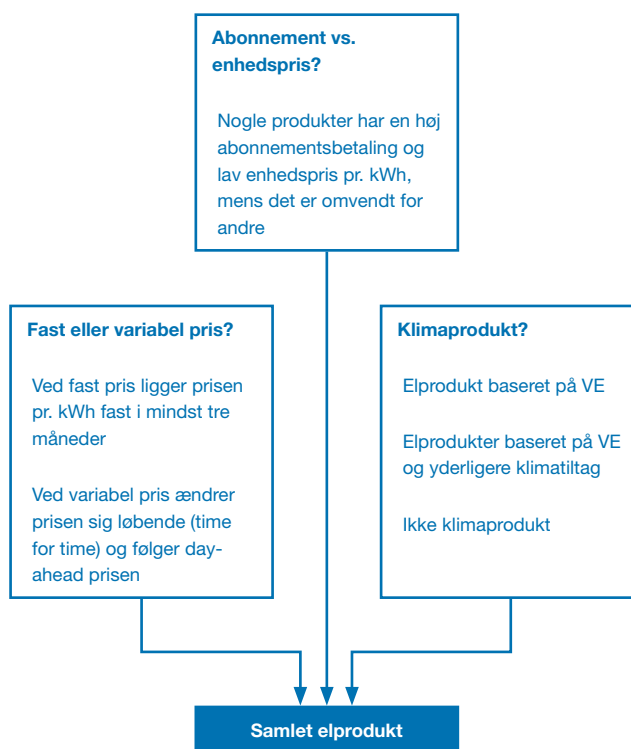 Abonnement vs.
enhedspris?
Nogle produkter har en høj
abonnementsbetaling og
lav enhedspris pr. kWh,
mens det er omvendt for
andre
Fast eller variabel pris?
Ved fast pris ligger prisen
pr. kWh fast i mindst tre
måneder
Ved variabel pris ændrer
prisen sig løbende (time
for time) og følger day-
ahead prisen
Klimaprodukt?
Elprodukt baseret på VE
Elprodukter baseret på VE
og yderligere klimatiltag
Ikke klimaprodukt
Samlet elprodukt